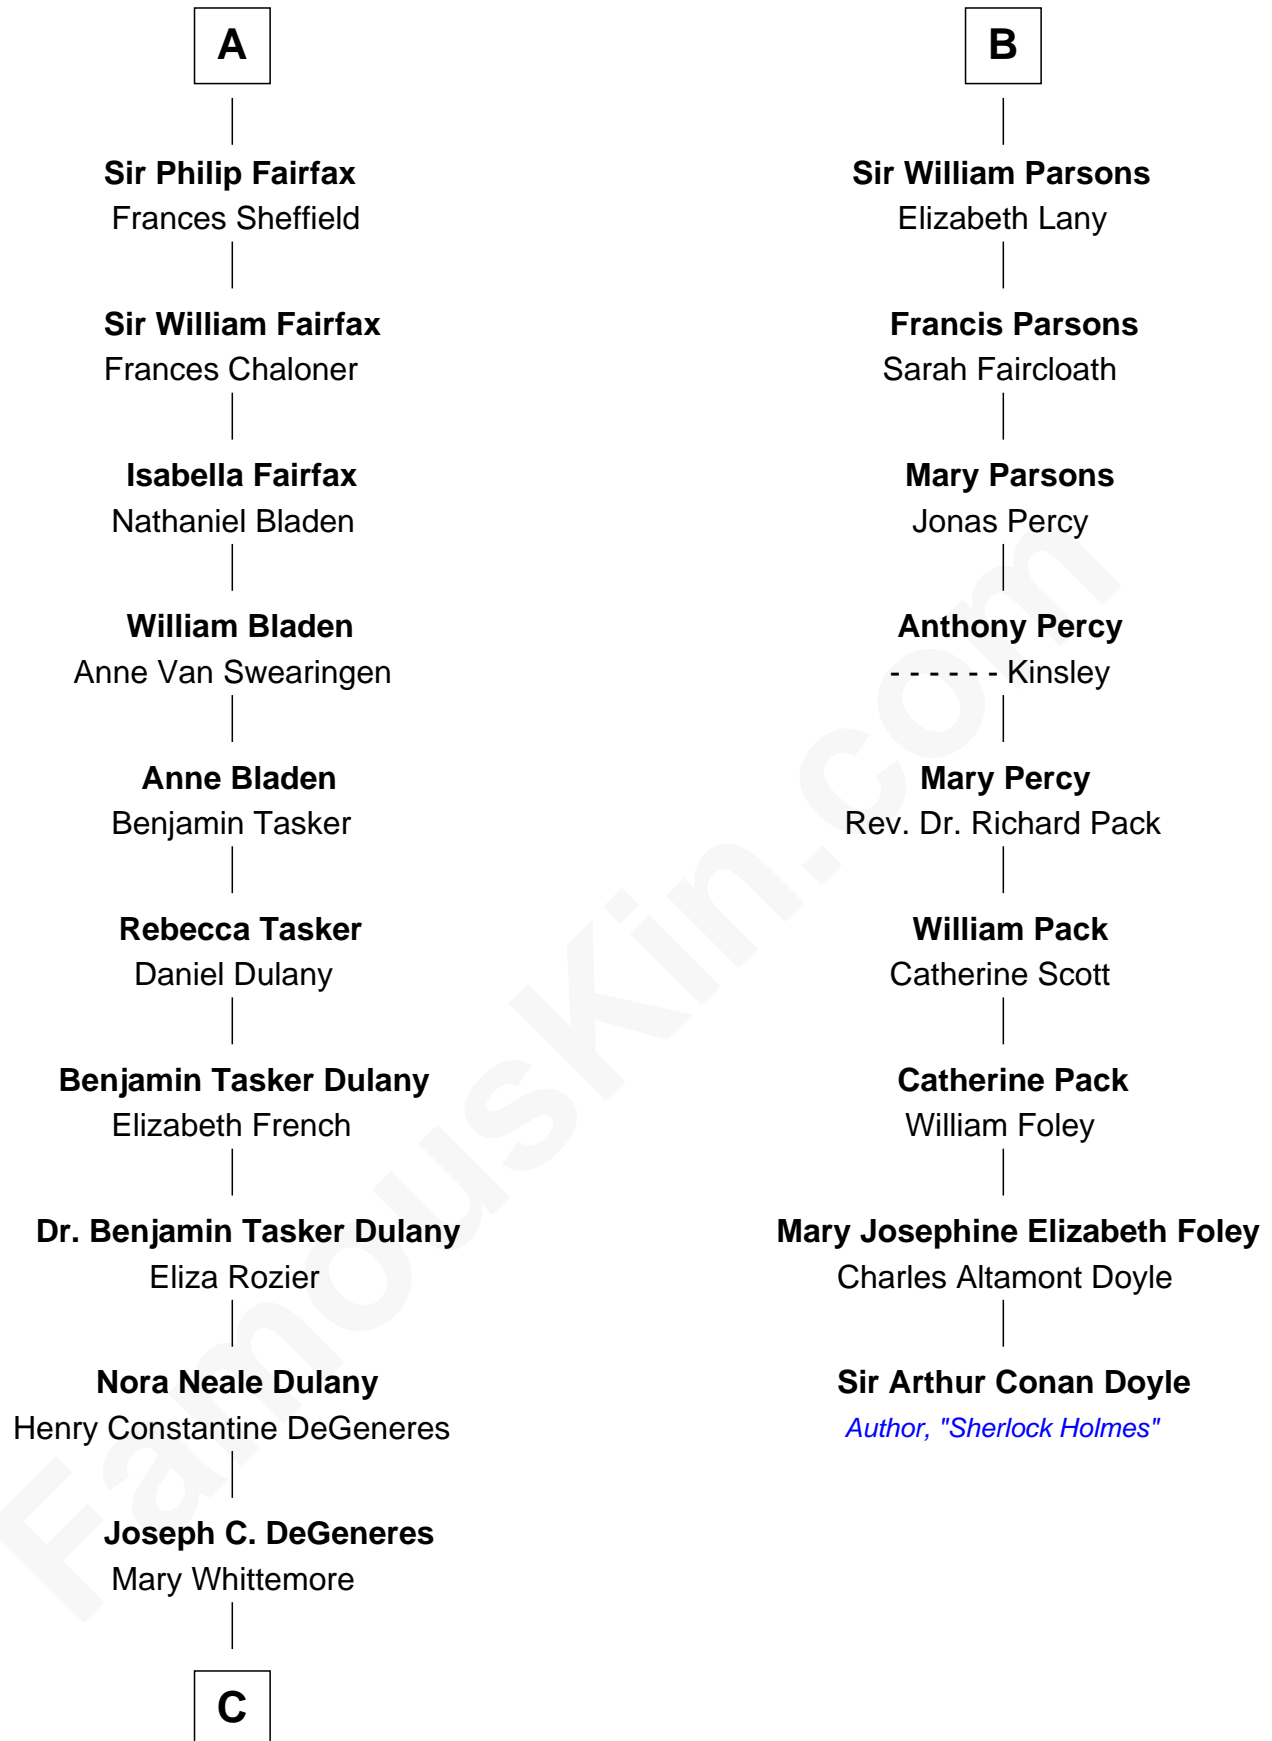 A
Sir Philip Fairfax
Frances Sheffield
Sir William Fairfax
Frances Chaloner
Isabella Fairfax
Nathaniel Bladen
William Bladen
Anne Van Swearingen
Anne Bladen
Benjamin Tasker
Rebecca Tasker
Daniel Dulany
Benjamin Tasker Dulany
Elizabeth French
Dr. Benjamin Tasker Dulany
Eliza Rozier
Nora Neale Dulany
Henry Constantine DeGeneres
Joseph C. DeGeneres
Mary Whittemore
C
B
Sir William Parsons
Elizabeth Lany
Francis Parsons
Sarah Faircloath
Mary Parsons
Jonas Percy
Anthony Percy
- - - - - - Kinsley
Mary Percy
Rev. Dr. Richard Pack
William Pack
Catherine Scott
Catherine Pack
William Foley
Mary Josephine Elizabeth Foley
Charles Altamont Doyle
Sir Arthur Conan Doyle
Author, "Sherlock Holmes"
FamousKin.com